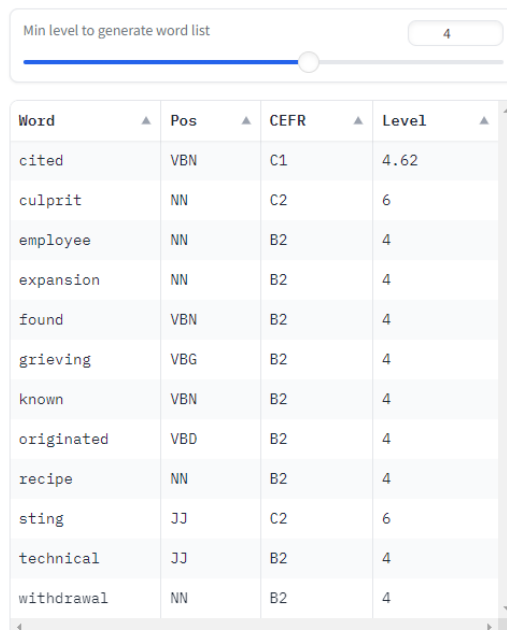 Min level to generate word list
4
Word Pos CEFR Level
cited VBN C1 4.62
culprit NN C2 6
employee NN B2 4
expansion NN B2 4
found VBN B2 4
grieving VBG B2 4
known VBN B2 4
originated VBD B2 4
recipe NN B2 4
sting JJ C2 6
technical JJ B2 4
withdrawal NN B2 4